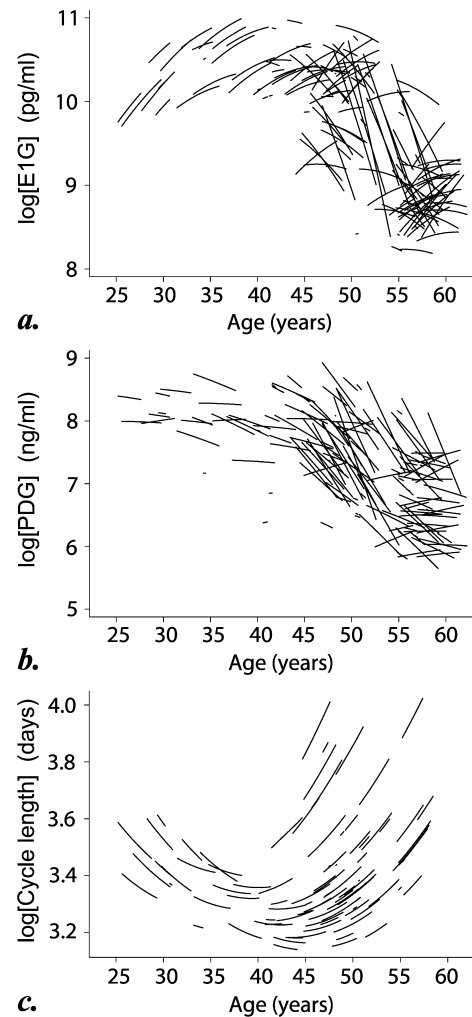 11
10
9
8
log[E1G] (pg/ml)
25 30 35 40 45 50 55 60
Age (years)
a.
9
8
7
6
5
log[PDG] (ng/ml)
25 30 35 40 45 50 55 60
Age (years)
b.
4.0
3.8
3.6
3.4
3.2
log[Cycle length] (days)
25 30 35 40 45 50 55 60
Age (years)
c.